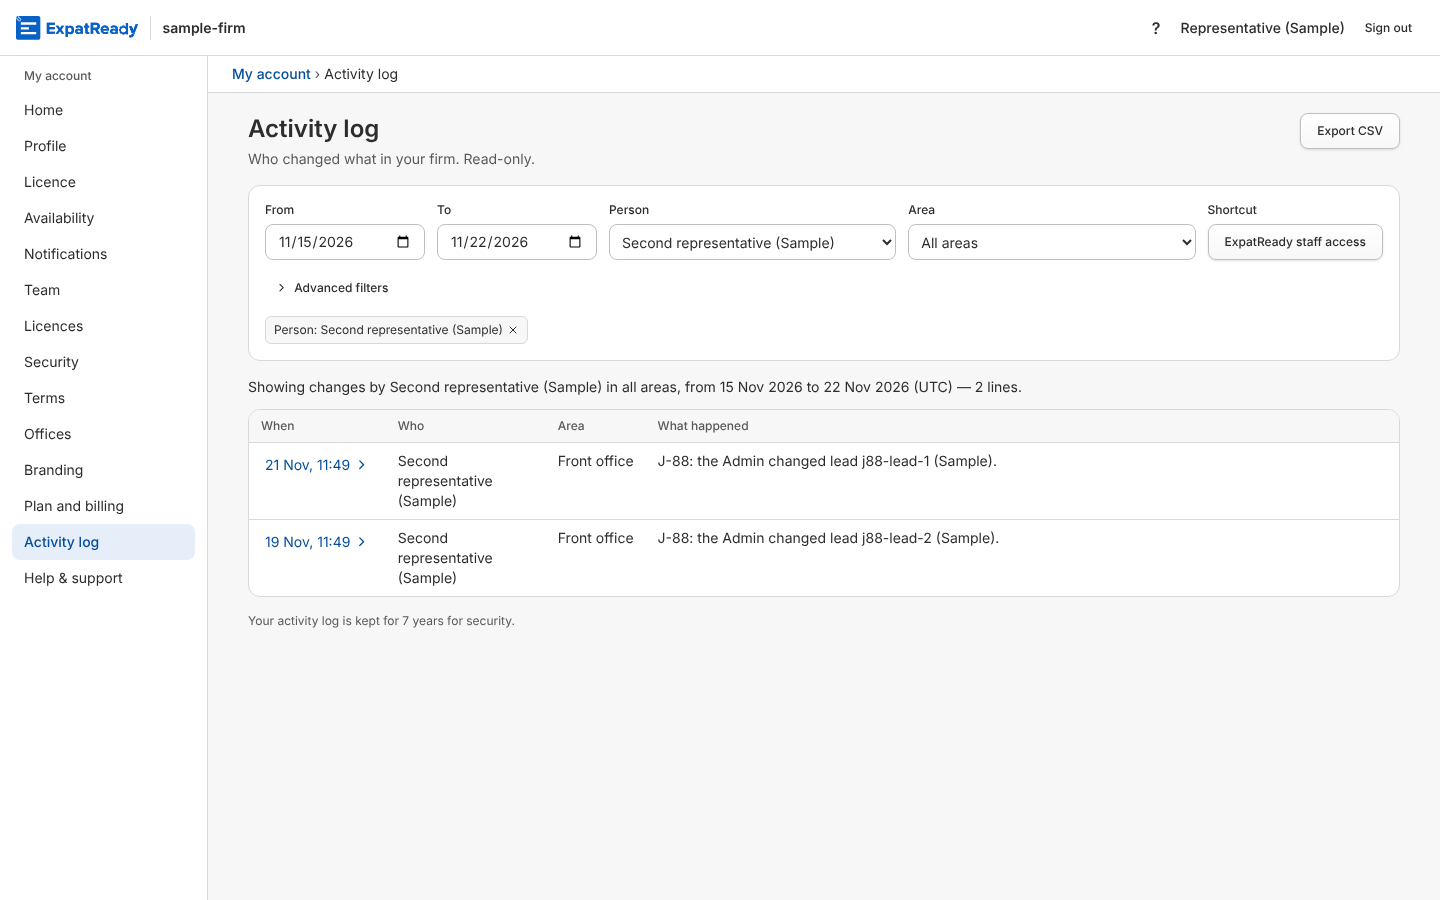 ExpatReady
sample-firm
?
Representative (Sample)
Sign out
My account
Home
Profile
Licence
Availability
Notifications
Team
Licences
Security
Terms
Offices
Branding
Plan and billing
Activity log
Help & support
My account › Activity log
Activity log
Export CSV
Who changed what in your firm. Read-only.
From
To
Person
Area
Shortcut
11/15/2026
11/22/2026
Second representative (Sample)
All areas
ExpatReady staff access
Advanced filters
Person: Second representative (Sample) ×
Showing changes by Second representative (Sample) in all areas, from 15 Nov 2026 to 22 Nov 2026 (UTC) — 2 lines.
When Who Area What happened
21 Nov, 11:49
Second
representative
(Sample)
Front office
J-88: the Admin changed lead j88-lead-1 (Sample).
19 Nov, 11:49
Second
representative
(Sample)
Front office
J-88: the Admin changed lead j88-lead-2 (Sample).
Your activity log is kept for 7 years for security.